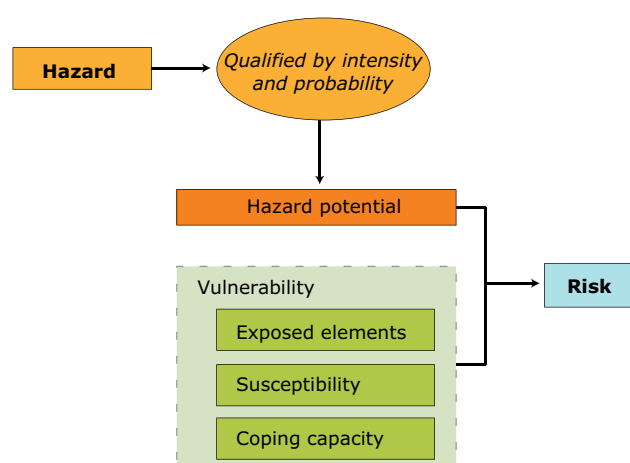 Hazard
Qualified by intensity
and probability
Hazard potential
Vulnerability
Exposed elements
Susceptibility
Coping capacity
Risk